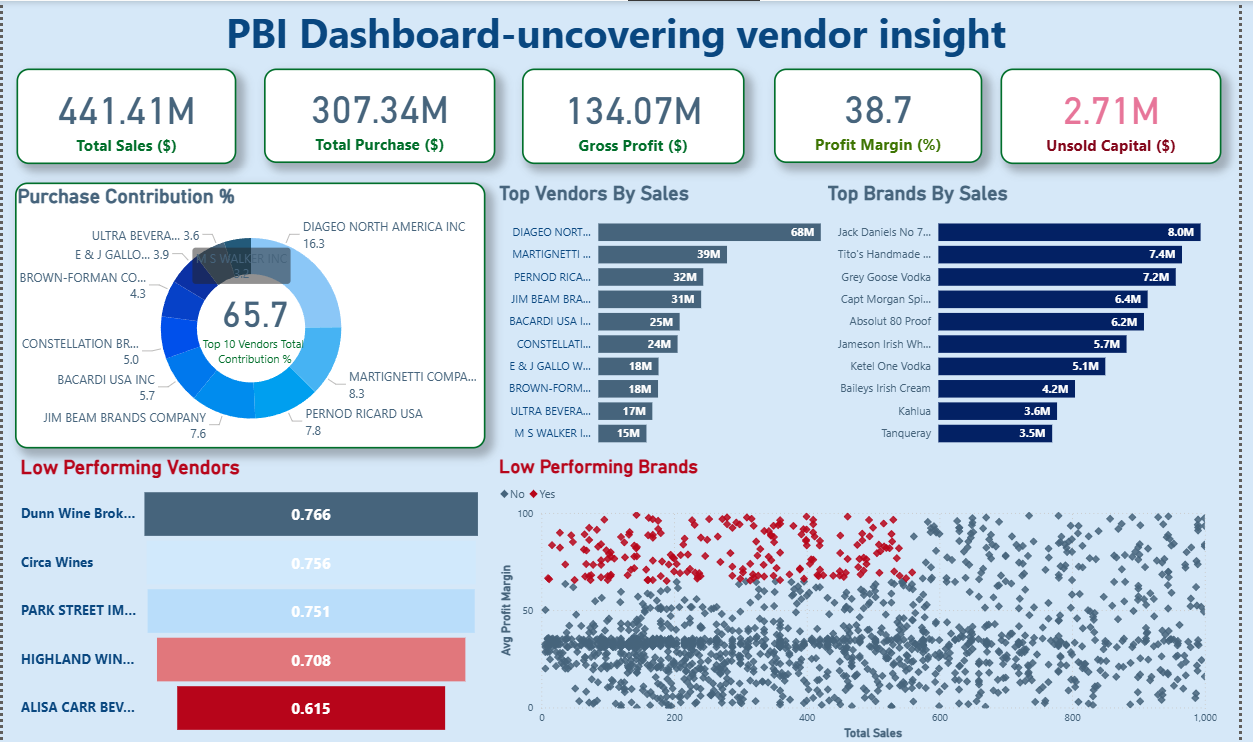 PBI Dashboard-uncovering vendor insight
441.41M
Total Sales ($)
307.34M
Total Purchase ($)
134.07M
Gross Profit ($)
38.7
Profit Margin (%)
2.71M
Unsold Capital ($)
Purchase Contribution %
DIAGEO NORTH AMERICA INC
16.3
ULTRA BEVERA... 3.6
E & J GALLO... 3.9
M S WALKER INC
3.2
BROWN-FORMAN CO...
4.3
65.7
Top 10 Vendors Total
Contribution %
CONSTELLATION BR...
5.0
BACARDI USA INC
5.7
MARTIGNETTI COMPA...
8.3
JIM BEAM BRANDS COMPANY
7.6
PERNOD RICARD USA
7.8
Top Vendors By Sales
DIAGEO NORT... 68M
MARTIGNETTI ... 39M
PERNOD RICA... 32M
JIM BEAM BRA... 31M
BACARDI USA I... 25M
CONSTELLATI... 24M
E & J GALLO W... 18M
BROWN-FORM... 18M
ULTRA BEVERA... 17M
M S WALKER I... 15M
Top Brands By Sales
Jack Daniels No 7... 8.0M
Tito's Handmade ... 7.4M
Grey Goose Vodka 7.2M
Capt Morgan Spi... 6.4M
Absolut 80 Proof 6.2M
Jameson Irish Wh... 5.7M
Ketel One Vodka 5.1M
Baileys Irish Cream 4.2M
Kahlua 3.6M
Tanqueray 3.5M
Low Performing Vendors
Dunn Wine Brok... 0.766
Circa Wines 0.756
PARK STREET IM... 0.751
HIGHLAND WIN... 0.708
ALISA CARR BEV... 0.615
Low Performing Brands
No Yes
100
50
0
Avg Profit Margin
0 200 400 600 800 1,000
Total Sales